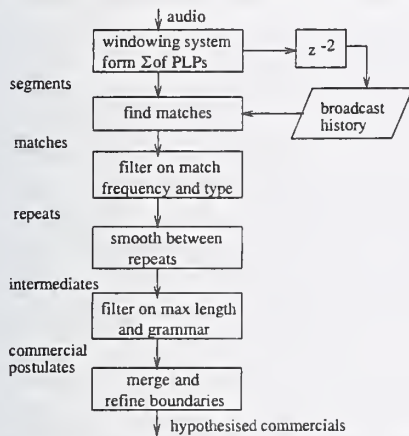 audio
windowing system
form Σof PLPs
z -2
segments
find matches
broadcast
history
matches
filter on match
frequency and type
repeats
smooth between
repeats
intermediates
filter on max length
and grammar
commercial
postulates
merge and
refine boundaries
hypothesised commercials